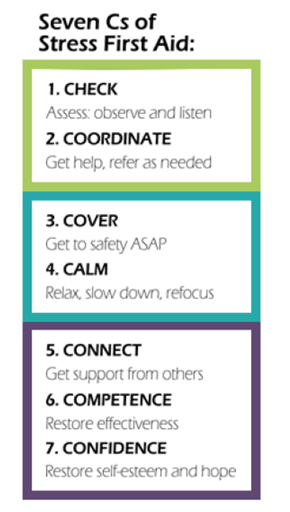 Seven Cs of
Stress First Aid:
1. CHECK
Assess: observe and listen
2. COORDINATE
Get help, refer as needed
3. COVER
Get to safety ASAP
4. CALM
Relax, slow down, refocus
5. CONNECT
Get support from others
6. COMPETENCE
Restore effectiveness
7. CONFIDENCE
Restore self-esteem and hope